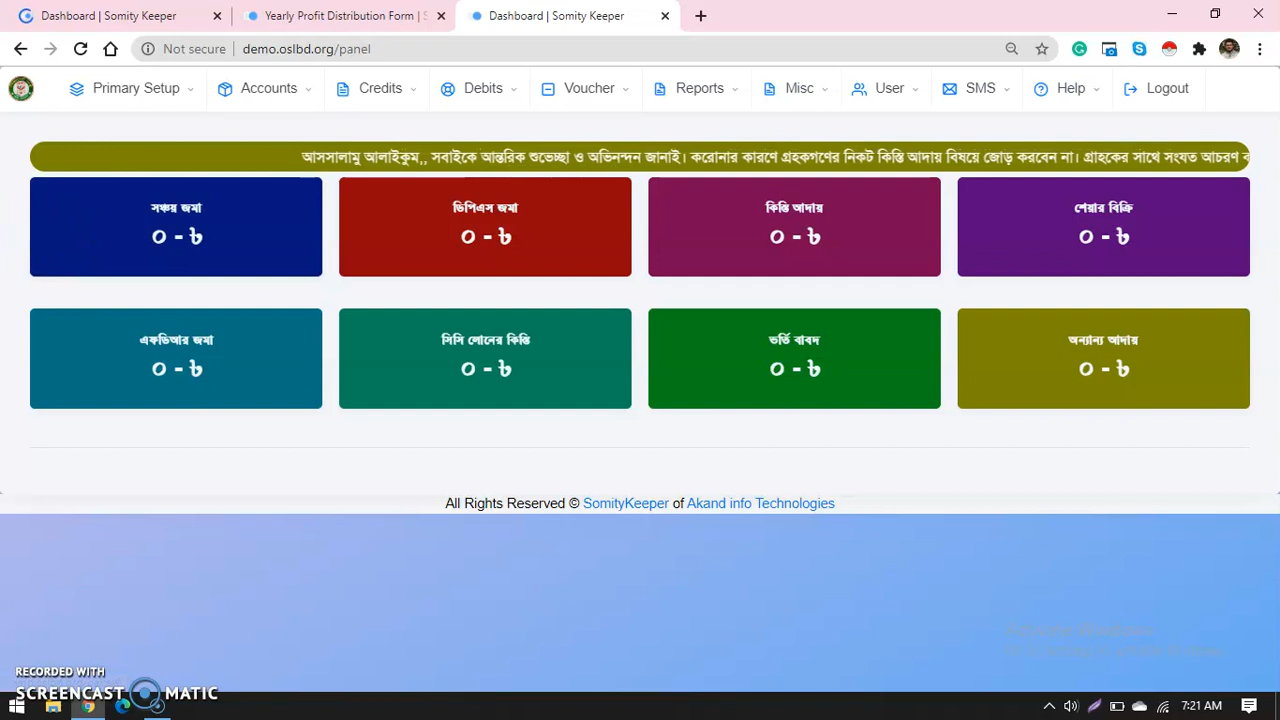 Dashboard | Somity Keeper
Yearly Profit Distribution Form | S
Dashboard | Somity Keeper
Not secure
demo.oslbd.org/panel
Primary Setup
Accounts
Credits
Debits
Voucher
Reports
Misc
User
SMS
Help
Logout
আসসালামু আলাইকুম,, সবাইকে আন্তরিক শুভেচ্ছা ও অভিনন্দন জানাই। করোনার কারণে গ্রহকগণের নিকট কিস্তি আদায় বিষয়ে জোড় করবেন না। গ্রাহকের সাথে সংযত আচরণ ক
সঞ্চয় জমা
০ - ৳
ডিপিএস জমা
০ - ৳
কিস্তি আদায়
০ - ৳
শেয়ার বিক্রি
০ - ৳
এফডিআর জমা
০ - ৳
সিসি লোনের কিস্তি
০ - ৳
ভর্তি বাবদ
০ - ৳
অন্যান্য আদায়
০ - ৳
All Rights Reserved © SomityKeeper of Akand info Technologies
RECORDED WITH
SCREENCAST MATIC
7:21 AM